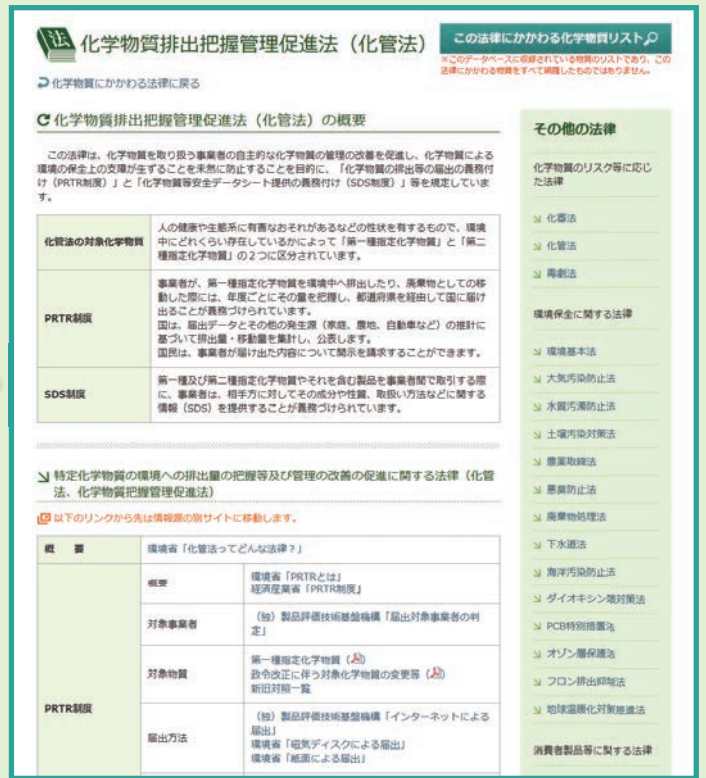 法 化学物質排出把握管理促進法（化管法）
この法律にかかわる化学物質リスト
※このデータベースに収録されている物質のリストであり、この
法律にかかわる物質をすべて網羅したものではありません。
化学物質にかかわる法律に戻る
化学物質排出把握管理促進法（化管法）の概要
この法律は、化学物質を取り扱う事業者の自主的な化学物質の管理の改善を促進し、化学物質による
環境の保全上の支障が生ずることを未然に防止することを目的に、「化学物質の排出等の届出の義務付
け（PRTR制度）」と「化学物質等安全データシート提供の義務付け（SDS制度）」等を規定していま
す。
化管法の対象化学物質
人の健康や生態系に有害なおそれがあるなどの性状を有するもので、環境
中にどれくらい存在しているかによって「第一種指定化学物質」と「第二
種指定化学物質」の２つに区分されています。
PRTR制度
事業者が、第一種指定化学物質を環境中へ排出したり、廃棄物としての移
動した際には、年度ごとにその量を把握し、都道府県を経由して国に届け
出ることが義務づけられています。
国は、届出データとその他の発生源（家庭、農地、自動車など）の推計に
基づいて排出量・移動量を集計し、公表します。
国民は、事業者が届け出た内容について開示を請求することができます。
SDS制度
第一種及び第二種指定化学物質やそれを含む製品を事業者間で取引する際
に、事業者は、相手方に対してその成分や性質、取扱い方法などに関する
情報（SDS）を提供することが義務づけられています。
特定化学物質の環境への排出量の把握等及び管理の改善の促進に関する法律（化管
法、化学物質把握管理促進法）
以下のリンクから先は情報源の別サイトに移動します。
概　要
環境省「化管法ってどんな法律？」
PRTR制度
概要
環境省「PRTRとは」
経済産業省「PRTR制度」
対象事業者
（独）製品評価技術基盤機構「届出対象事業者の判
定」
対象物質
第一種指定化学物質（）
政令改正に伴う対象化学物質の変更等（）
新旧対照一覧
届出方法
（独）製品評価技術基盤機構「インターネットによる
届出」
環境省「磁気ディスクによる届出」
環境省「紙面による届出」
その他の法律
化学物質のリスク等に応じ
た法律
化審法
化管法
毒劇法
環境保全に関する法律
環境基本法
大気汚染防止法
水質汚濁防止法
土壌汚染対策法
農薬取締法
悪臭防止法
廃棄物処理法
下水道法
海洋汚染防止法
ダイオキシン類対策法
PCB特別措置法
オゾン層保護法
フロン排出抑制法
地球温暖化対策推進法
消費者製品等に関する法律